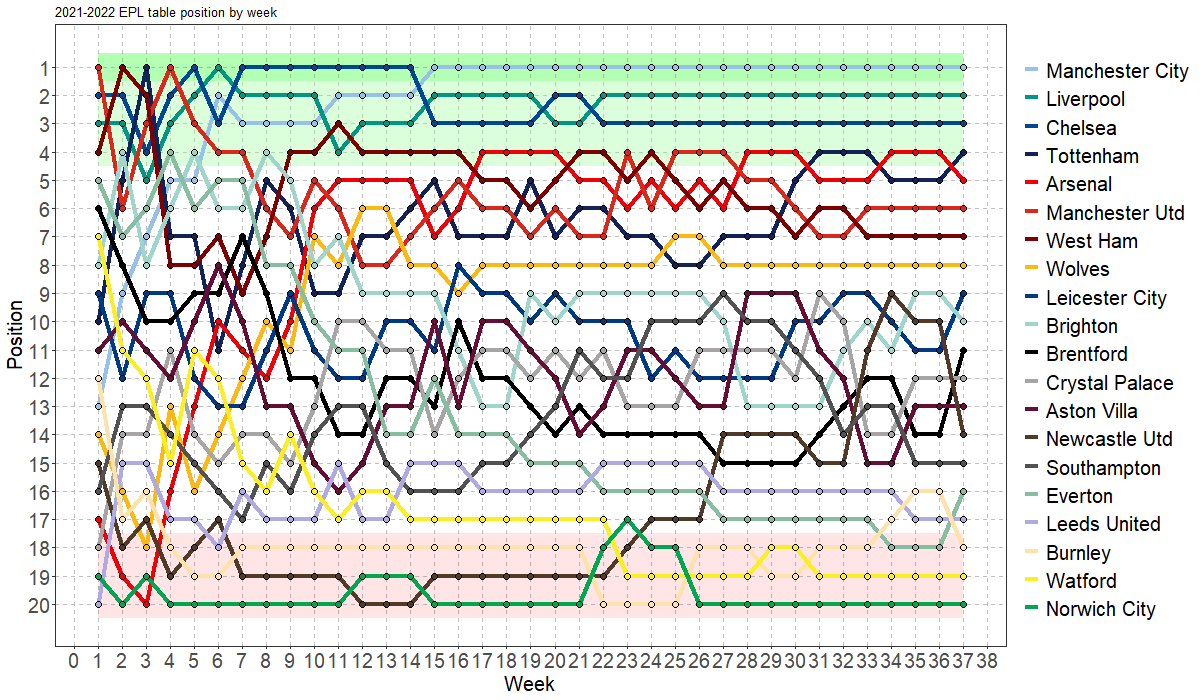 2021-2022 EPL table position by week
Position
1
2
3
4
5
6
7
8
9
10
11
12
13
14
15
16
17
18
19
20
0 1 2 3 4 5 6 7 8 9 10 11 12 13 14 15 16 17 18 19 20 21 22 23 24 25 26 27 28 29 30 31 32 33 34 35 36 37 38
Week
Manchester City
Liverpool
Chelsea
Tottenham
Arsenal
Manchester Utd
West Ham
Wolves
Leicester City
Brighton
Brentford
Crystal Palace
Aston Villa
Newcastle Utd
Southampton
Everton
Leeds United
Burnley
Watford
Norwich City